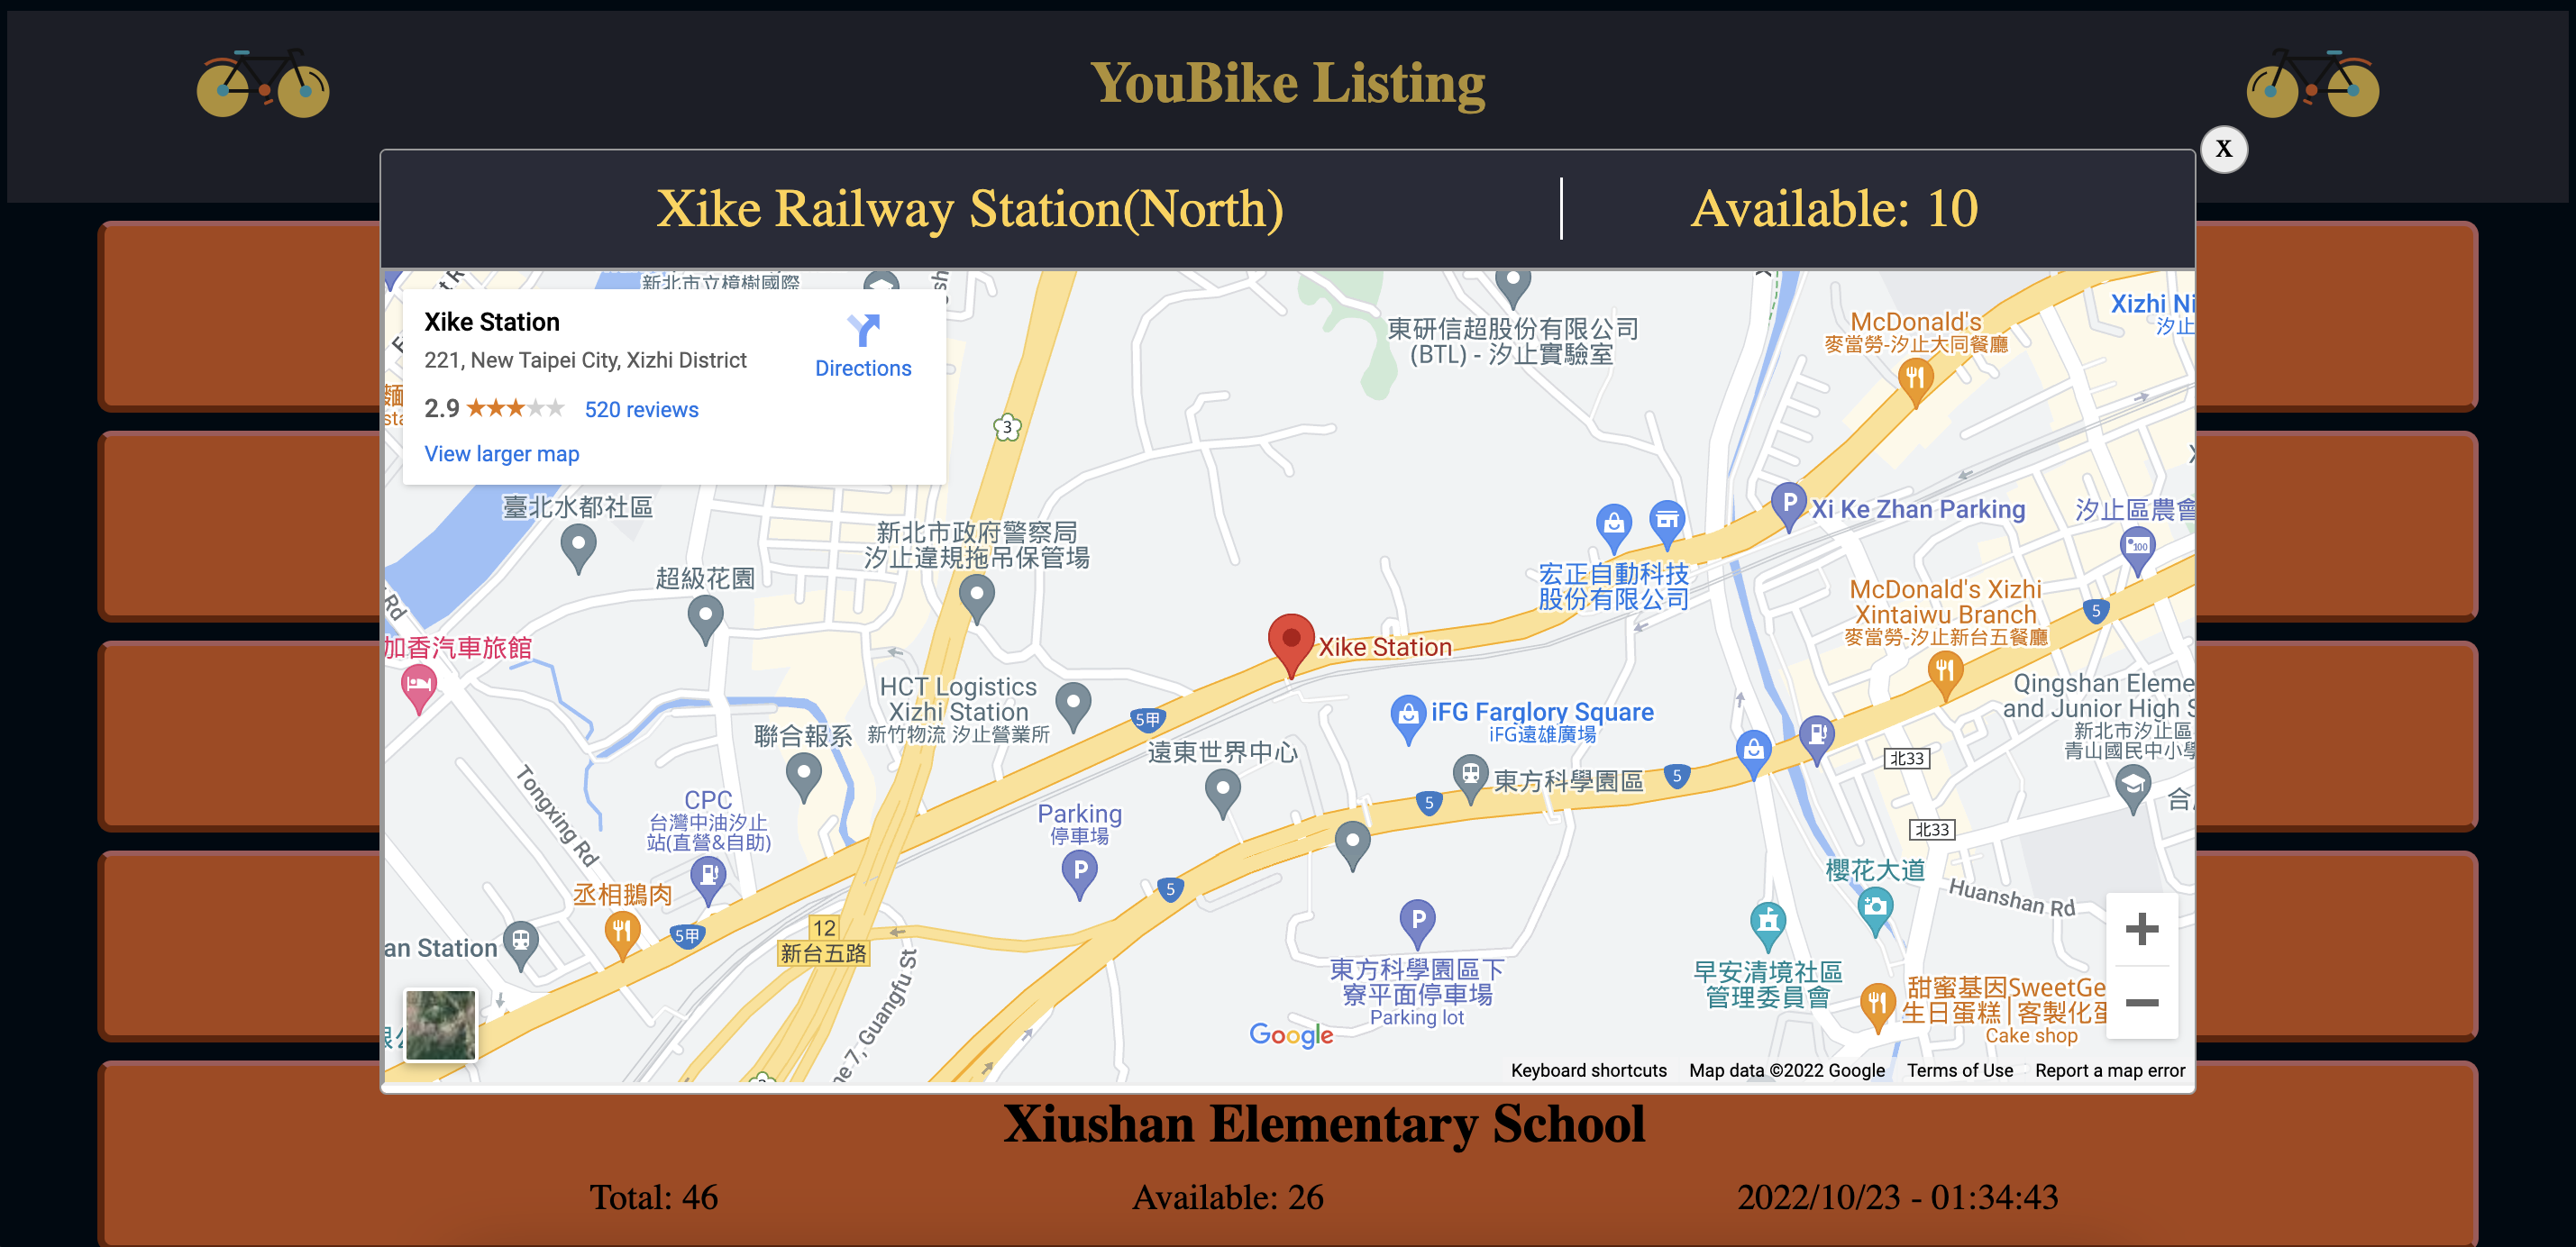 YouBike Listing
X
Xike Railway Station(North)
Available: 10
新北市立樟樹國際
Xike Station
221, New Taipei City, Xizhi District
2.9
520 reviews
View larger map
Directions
3
東研信超股份有限公司
(BTL) - 汐止實驗室
McDonald's
麥當勞-汐止大同餐廳
Xizhi Ni
汐止
臺北水都社區
新北市政府警察局
汐止違規拖吊保管場
超級花園
宏正自動科技
股份有限公司
P
Xi Ke Zhan Parking
汐止區農會
100
McDonald's Xizhi
Xintaiwu Branch
麥當勞-汐止新台五餐廳
5
Rd
加香汽車旅館
Xike Station
HCT Logistics
Xizhi Station
新竹物流 汐止營業所
5甲
iFG Farglory Square
iFG遠雄廣場
Qingshan Eleme
and Junior High S
新北市汐止區
青山國民中小學
聯合報系
遠東世界中心
東方科學園區
5
5
北33
Tongxing Rd
CPC
台灣中油汐止
站(直營&自助)
Parking
停車場
P
北33
合
5
丞相鵝肉
5甲
12
新台五路
an Station
P
東方科學園區下
寮平面停車場
Parking lot
櫻花大道
Huanshan Rd
早安清境社區
管理委員會
甜蜜基因SweetGe
生日蛋糕|客製化蛋
Cake shop
ne 7, Guangfu St
Google
Keyboard shortcuts
Map data ©2022 Google
Terms of Use
Report a map error
Xiushan Elementary School
Total: 46
Available: 26
2022/10/23 - 01:34:43